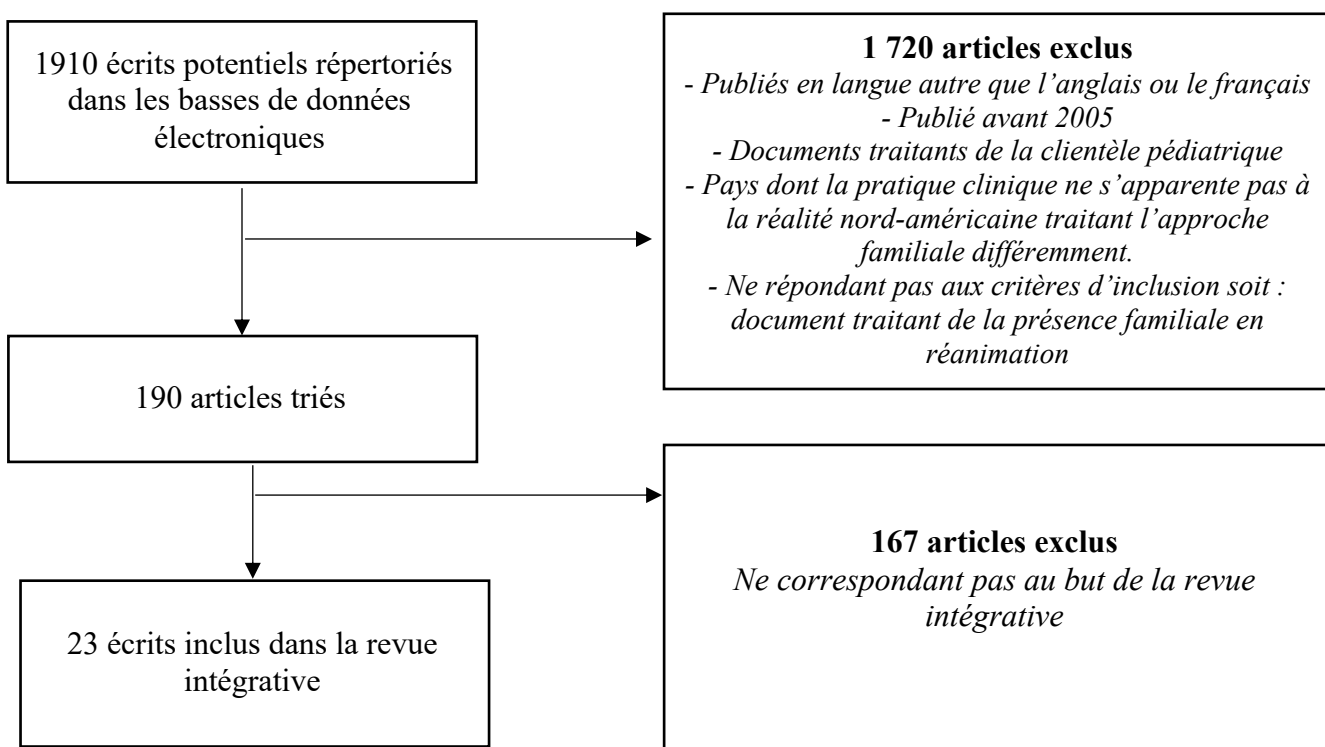 1910 écrits potentiels répertoriés
dans les basses de données
électroniques
1 720 articles exclus
- Publiés en langue autre que l’anglais ou le français
- Publié avant 2005
- Documents traitants de la clientèle pédiatrique
- Pays dont la pratique clinique ne s’apparente pas à
la réalité nord-américaine traitant l’approche
familiale différemment.
- Ne répondant pas aux critères d’inclusion soit :
document traitant de la présence familiale en
réanimation
190 articles triés
167 articles exclus
Ne correspondant pas au but de la revue
intégrative
23 écrits inclus dans la revue
intégrative